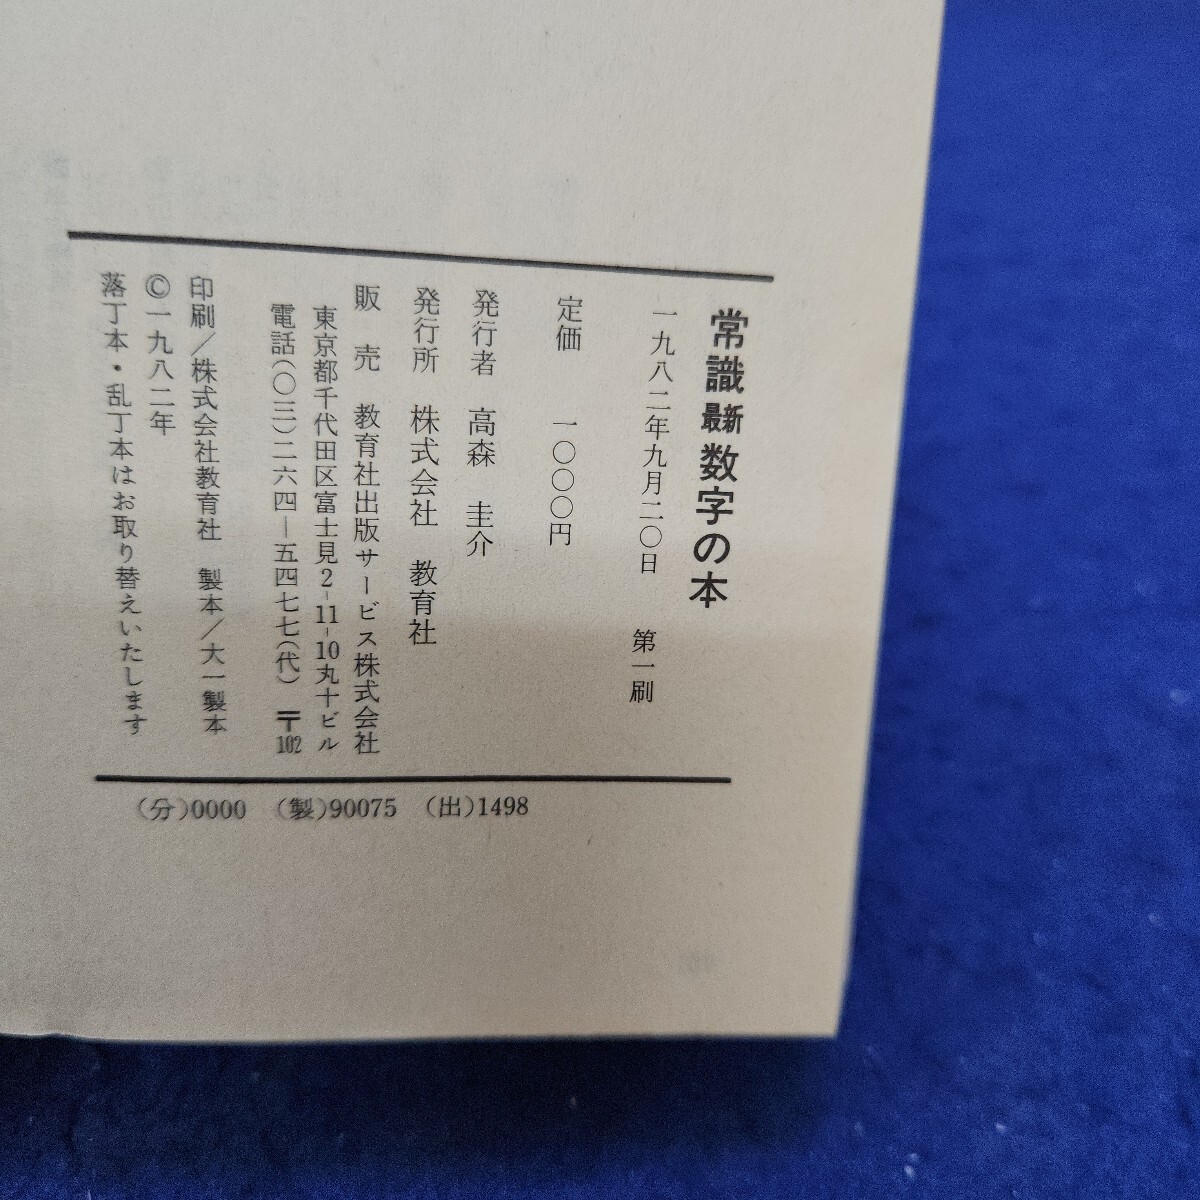 常識最新数字の本
一九八二年九月二〇日　第一刷
定価　一〇〇〇円
発行者　高森　圭介
発行所　株式会社　教育社
販　売　教育社出版サービス株式会社
東京都千代田区富士見2-11-10丸十ビル
電話(〇三)二六四―五四七七(代)　〒102
印刷／株式会社教育社　製本／大一製本
©一九八二年
落丁本・乱丁本はお取り替えいたします
(分)0000　(製)90075　(出)1498